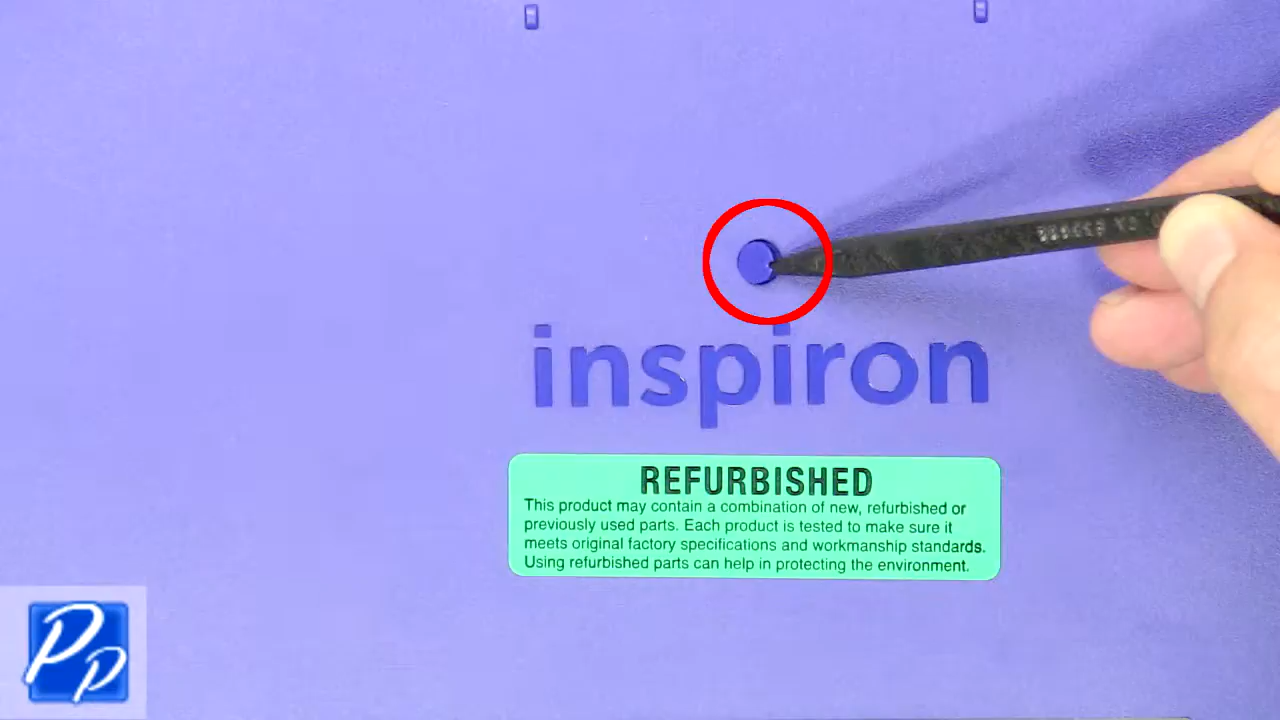 inspiron
REFURBISHED
This product may contain a combination of new, refurbished or
previously used parts. Each product is tested to make sure it
meets original factory specifications and workmanship standards.
Using refurbished parts can help in protecting the environment.
PP